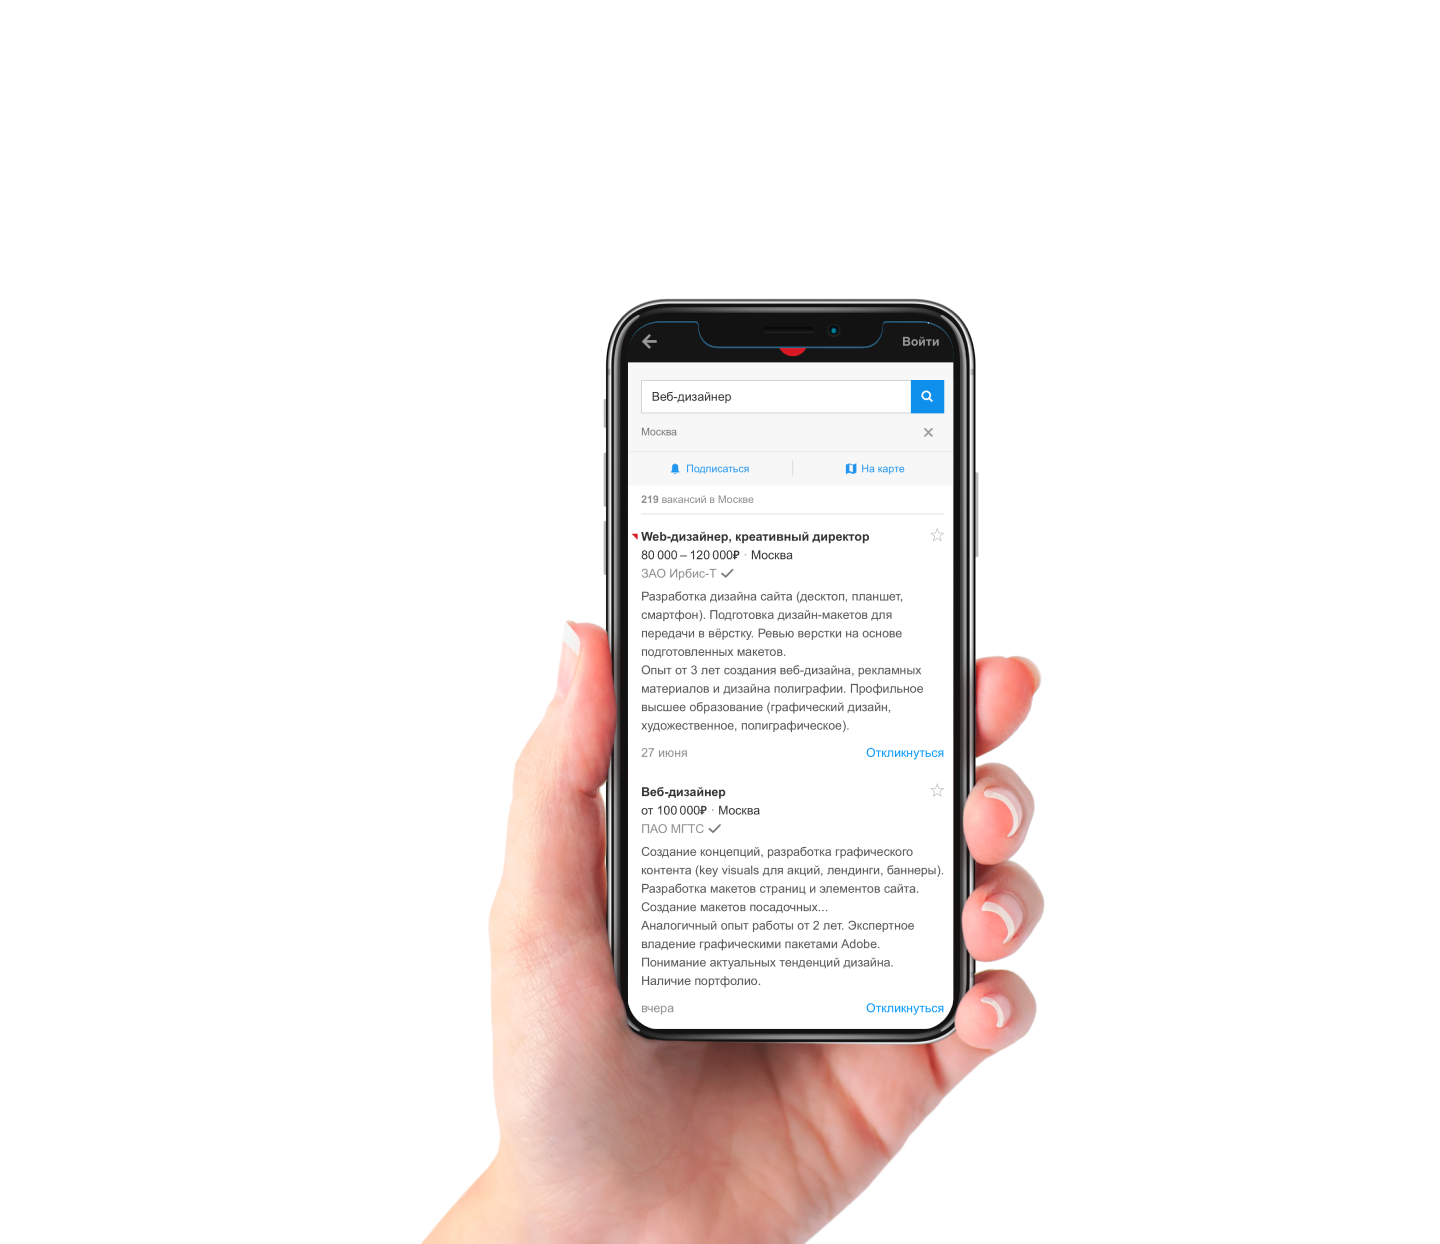 Войти
Веб-дизайнер
Москва
Подписаться
На карте
219 вакансий в Москве
Web-дизайнер, креативный директор
80 000 – 120 000₽ · Москва
ЗАО Ирбис-Т
Разработка дизайна сайта (десктоп, планшет,
смартфон). Подготовка дизайн-макетов для
передачи в вёрстку. Ревью верстки на основе
подготовленных макетов.
Опыт от 3 лет создания веб-дизайна, рекламных
материалов и дизайна полиграфии. Профильное
высшее образование (графический дизайн,
художественное, полиграфическое).
27 июня
Откликнуться
Веб-дизайнер
от 100 000₽ · Москва
ПАО МГТС
Создание концепций, разработка графического
контента (key visuals для акций, лендинги, баннеры).
Разработка макетов страниц и элементов сайта.
Создание макетов посадочных...
Аналогичный опыт работы от 2 лет. Экспертное
владение графическими пакетами Adobe.
Понимание актуальных тенденций дизайна.
Наличие портфолио.
вчера
Откликнуться